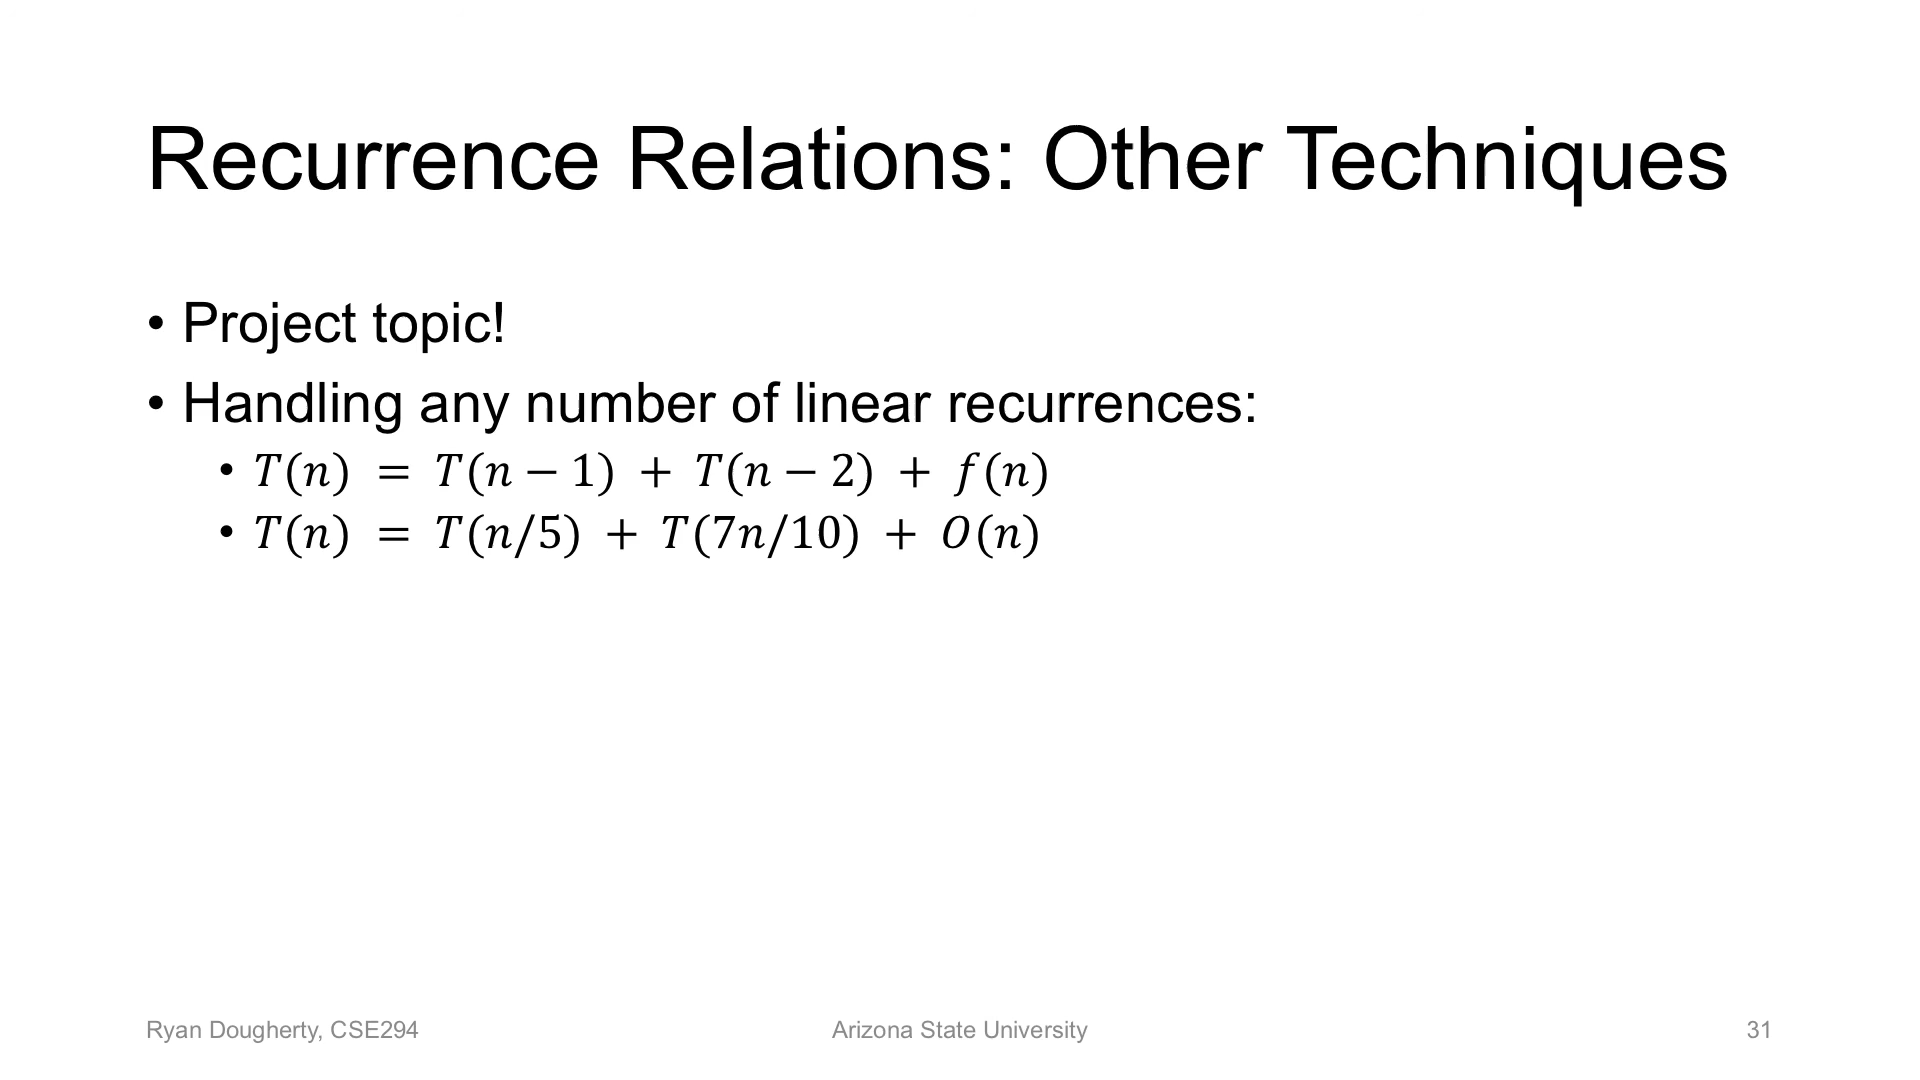 Recurrence Relations: Other Techniques
• Project topic!
• Handling any number of linear recurrences:
• T(n) = T(n − 1) + T(n − 2) + f(n)
• T(n) = T(n/5) + T(7n/10) + O(n)
Ryan Dougherty, CSE294
Arizona State University
31